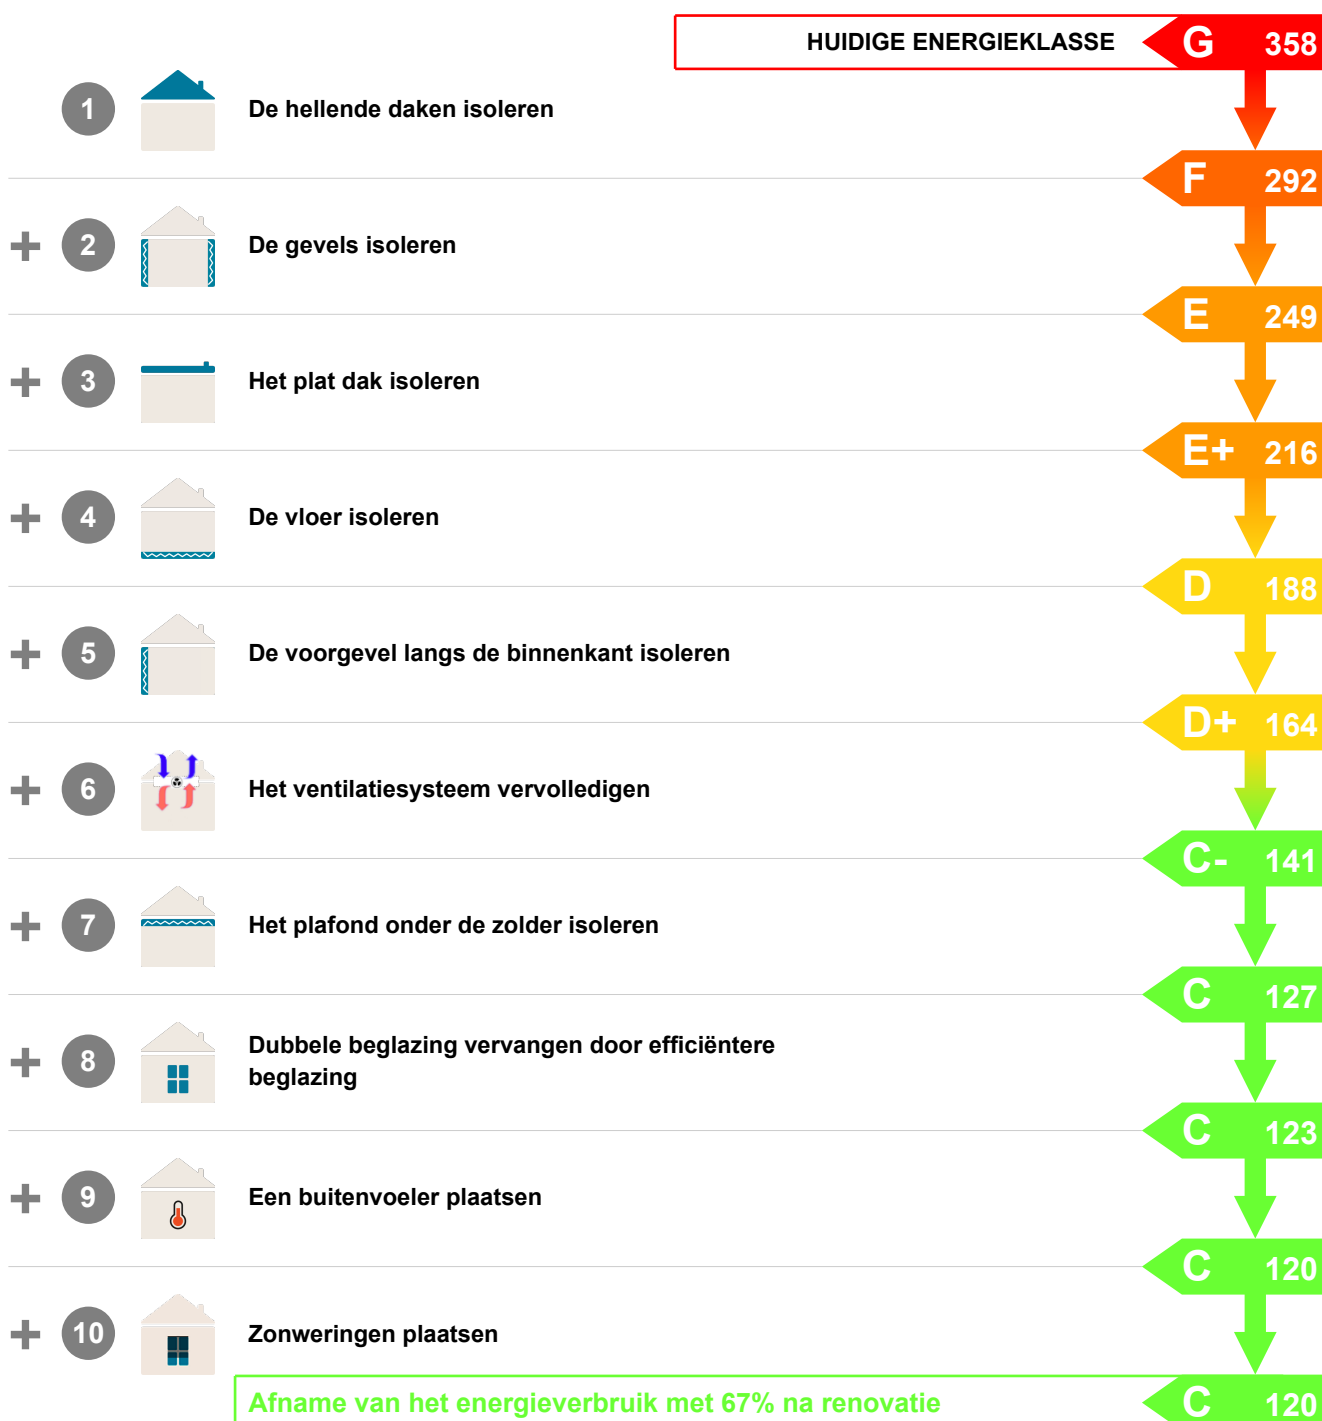 HUIDIGE ENERGIEKLASSE G 358
1 De hellende daken isoleren
F 292
+ 2 De gevels isoleren
E 249
+ 3 Het plat dak isoleren
E+ 216
+ 4 De vloer isoleren
D 188
+ 5 De voorgevel langs de binnenkant isoleren
D+ 164
+ 6 Het ventilatiesysteem vervolledigen
C- 141
+ 7 Het plafond onder de zolder isoleren
C 127
+ 8 Dubbele beglazing vervangen door efficiëntere
beglazing
C 123
+ 9 Een buitenvoeler plaatsen
C 120
+ 10 Zonweringen plaatsen
Afname van het energieverbruik met 67% na renovatie C 120